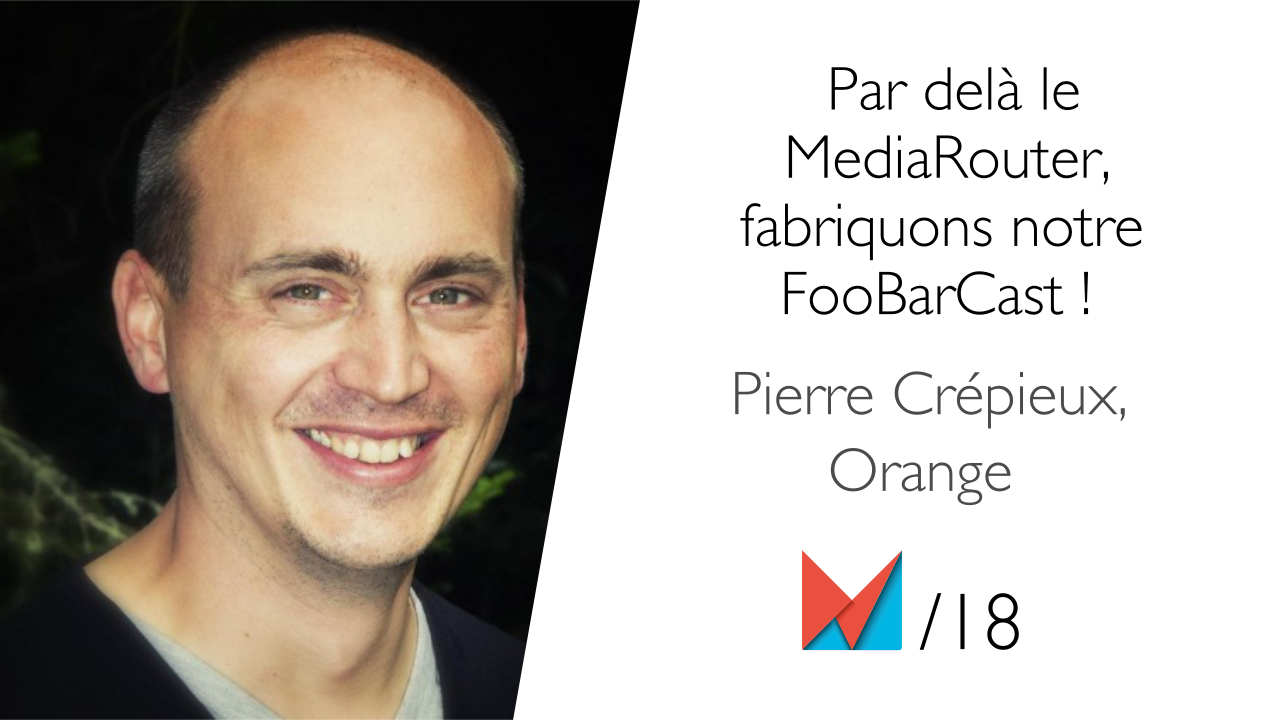 Par delà le
MediaRouter,
fabriquons notre
FooBarCast !
Pierre Crépieux,
Orange
/18